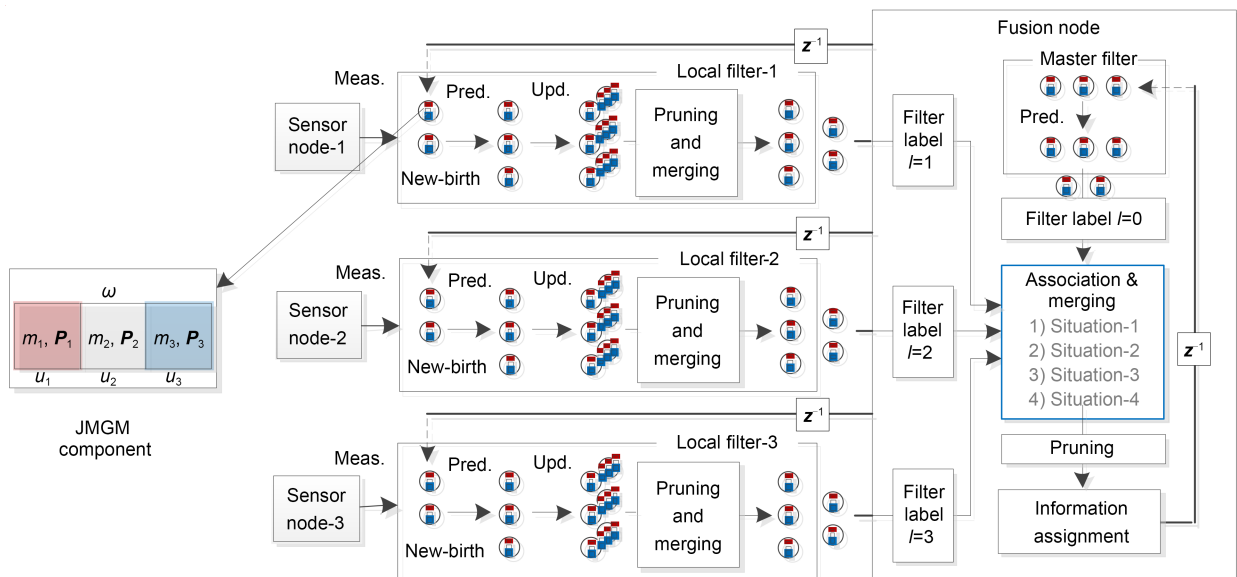 Fusion node
z⁻¹
Master filter
Meas.
Local filter-1
Pred.
Upd.
Sensor
node-1
Pruning
and
merging
New-birth
Filter
label
l=1
Pred.
Filter label l=0
z⁻¹
Meas.
Local filter-2
Pred.
Upd.
Sensor
node-2
Pruning
and
merging
New-birth
Filter
label
l=2
Association &
merging
1) Situation-1
2) Situation-2
3) Situation-3
4) Situation-4
z⁻¹
ω
m₁, P₁ m₂, P₂ m₃, P₃
u₁ u₂ u₃
JMGM
component
z⁻¹
Meas.
Local filter-3
Pred.
Upd.
Sensor
node-3
Pruning
and
merging
New-birth
Filter
label
l=3
Pruning
Information
assignment